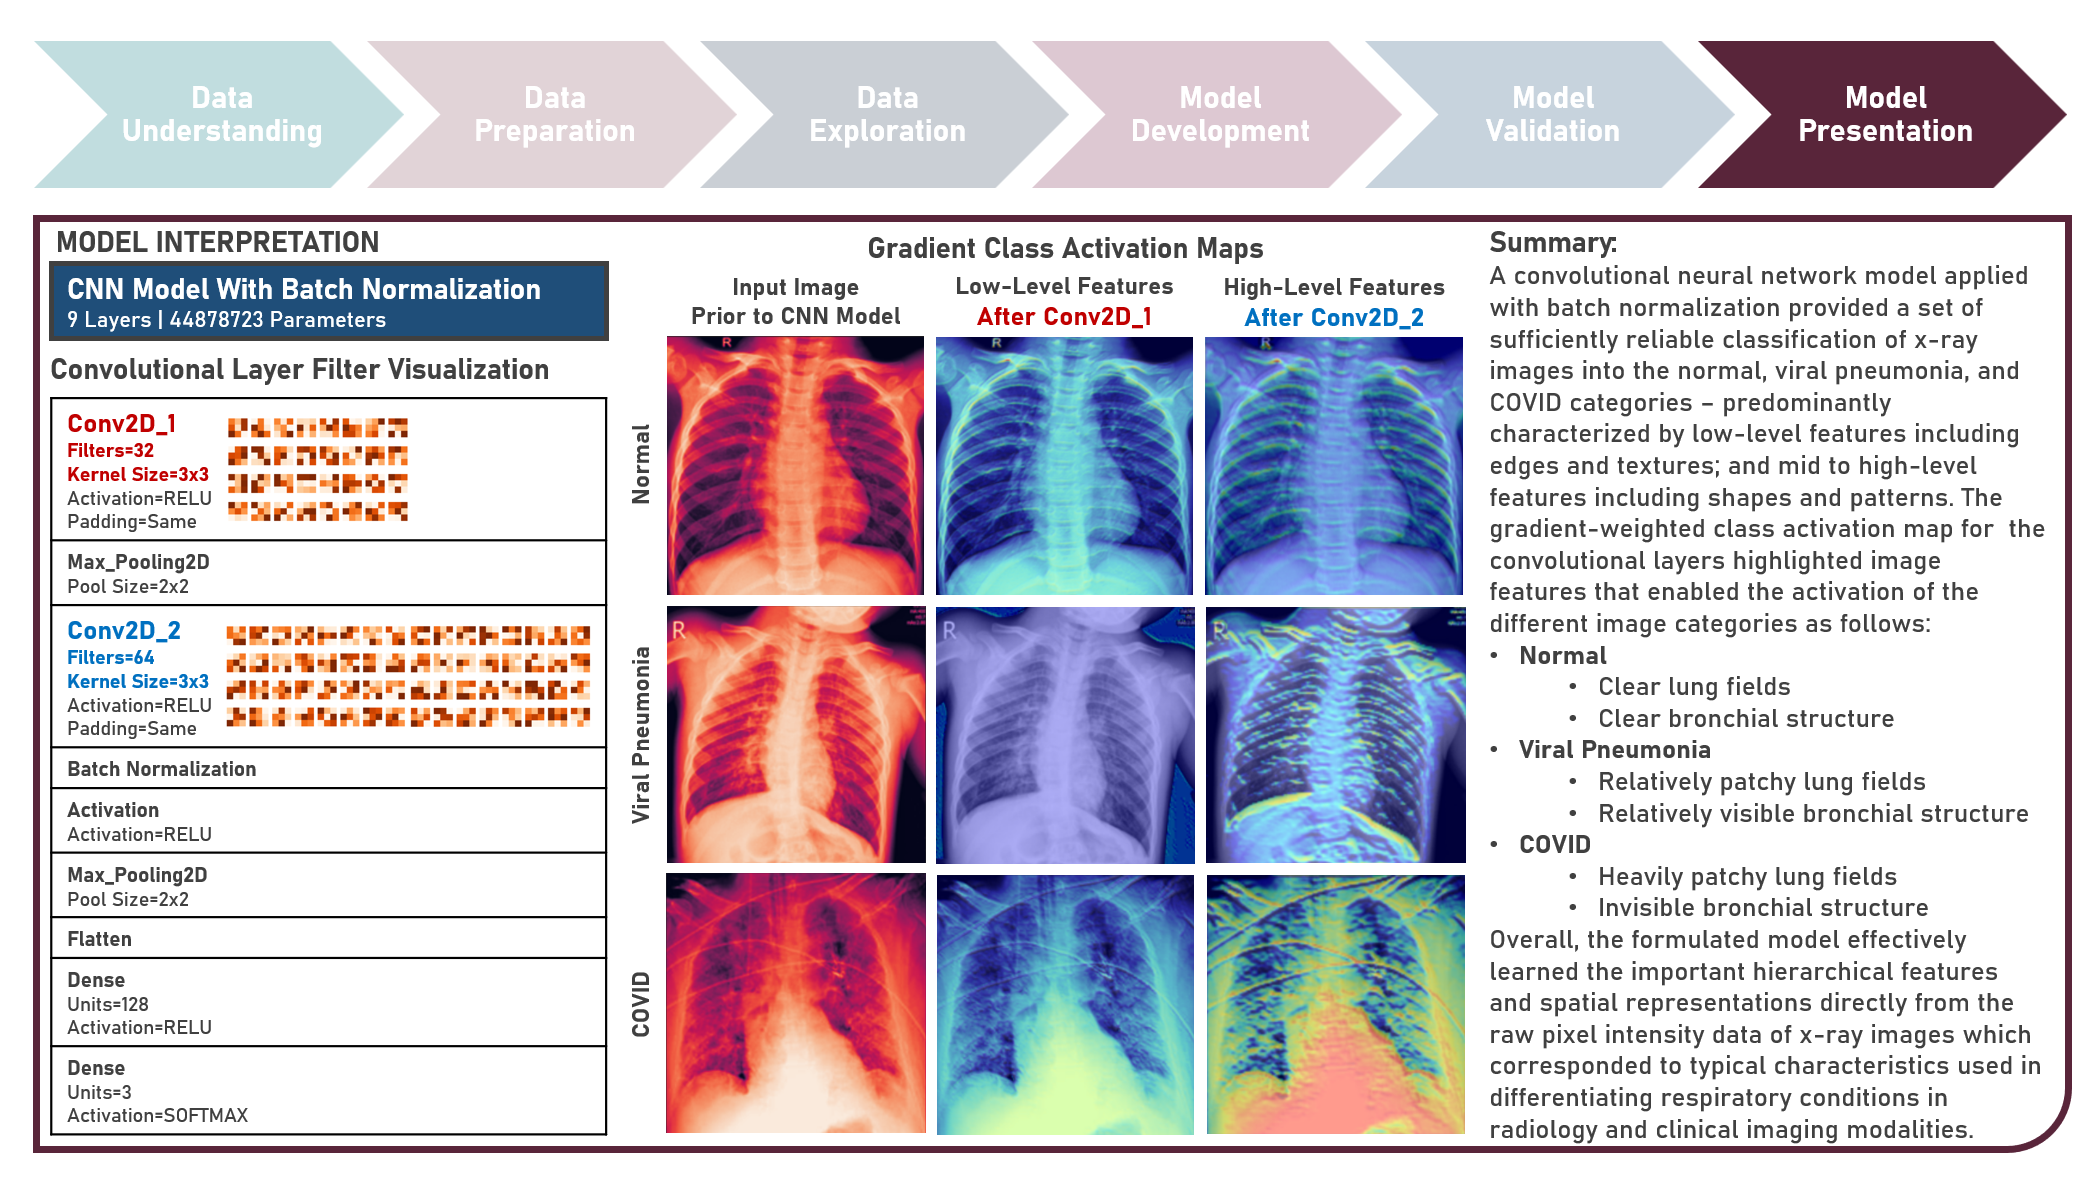 Data
Understanding
Data
Preparation
Data
Exploration
Model
Development
Model
Validation
Model
Presentation
MODEL INTERPRETATION
CNN Model With Batch Normalization
9 Layers | 44878723 Parameters
Convolutional Layer Filter Visualization
Conv2D_1
Filters=32
Kernel Size=3x3
Activation=RELU
Padding=Same
Max_Pooling2D
Pool Size=2x2
Conv2D_2
Filters=64
Kernel Size=3x3
Activation=RELU
Padding=Same
Batch Normalization
Activation
Activation=RELU
Max_Pooling2D
Pool Size=2x2
Flatten
Dense
Units=128
Activation=RELU
Dense
Units=3
Activation=SOFTMAX
Gradient Class Activation Maps
Input Image
Prior to CNN Model
Low-Level Features
After Conv2D_1
High-Level Features
After Conv2D_2
Normal
R
R
R
Viral Pneumonia
R
R
R
COVID
Summary:
A convolutional neural network model applied
with batch normalization provided a set of
sufficiently reliable classification of x-ray
images into the normal, viral pneumonia, and
COVID categories – predominantly
characterized by low-level features including
edges and textures; and mid to high-level
features including shapes and patterns. The
gradient-weighted class activation map for the
convolutional layers highlighted image
features that enabled the activation of the
different image categories as follows:
• Normal
• Clear lung fields
• Clear bronchial structure
• Viral Pneumonia
• Relatively patchy lung fields
• Relatively visible bronchial structure
• COVID
• Heavily patchy lung fields
• Invisible bronchial structure
Overall, the formulated model effectively
learned the important hierarchical features
and spatial representations directly from the
raw pixel intensity data of x-ray images which
corresponded to typical characteristics used in
differentiating respiratory conditions in
radiology and clinical imaging modalities.